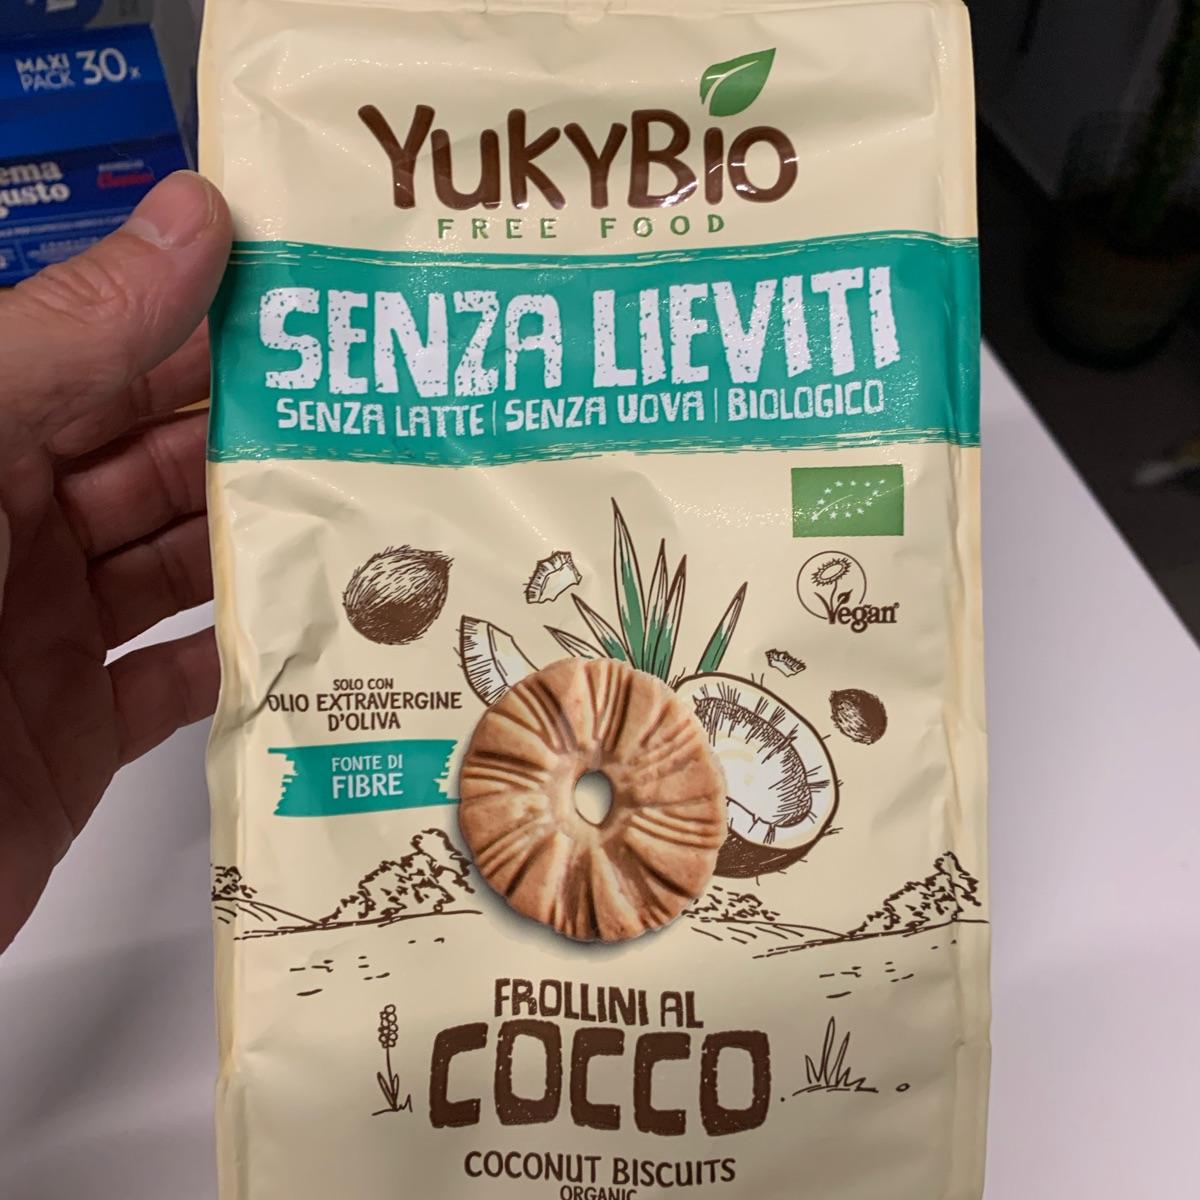 MAXI
PACK 30x
YUKYBIO
FREE FOOD
SENZA LIEVITI
SENZA LATTE | SENZA UOVA | BIOLOGICO
Vegan
SOLO CON
OLIO EXTRAVERGINE
D'OLIVA
FONTE DI
FIBRE
FROLLINI AL
COCCO
COCONUT BISCUITS
ORGANIC